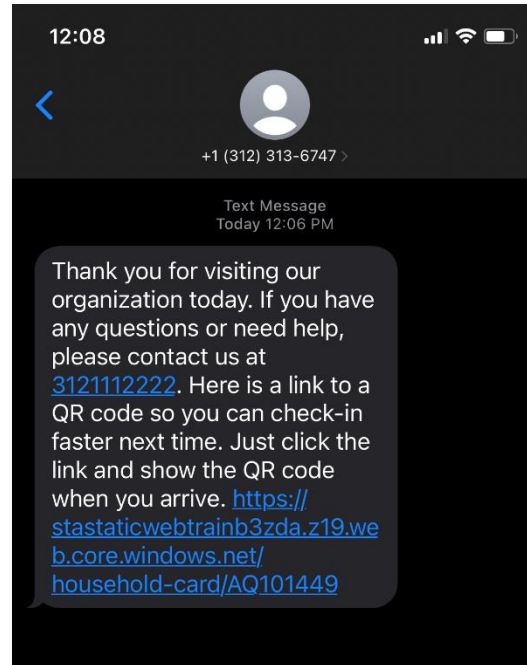 12:08
+1 (312) 313-6747 >
Text Message
Today 12:06 PM
Thank you for visiting our
organization today. If you have
any questions or need help,
please contact us at
3121112222. Here is a link to a
QR code so you can check-in
faster next time. Just click the
link and show the QR code
when you arrive. https://
stastaticwebtrainb3zda.z19.we
b.core.windows.net/
household-card/AQ101449